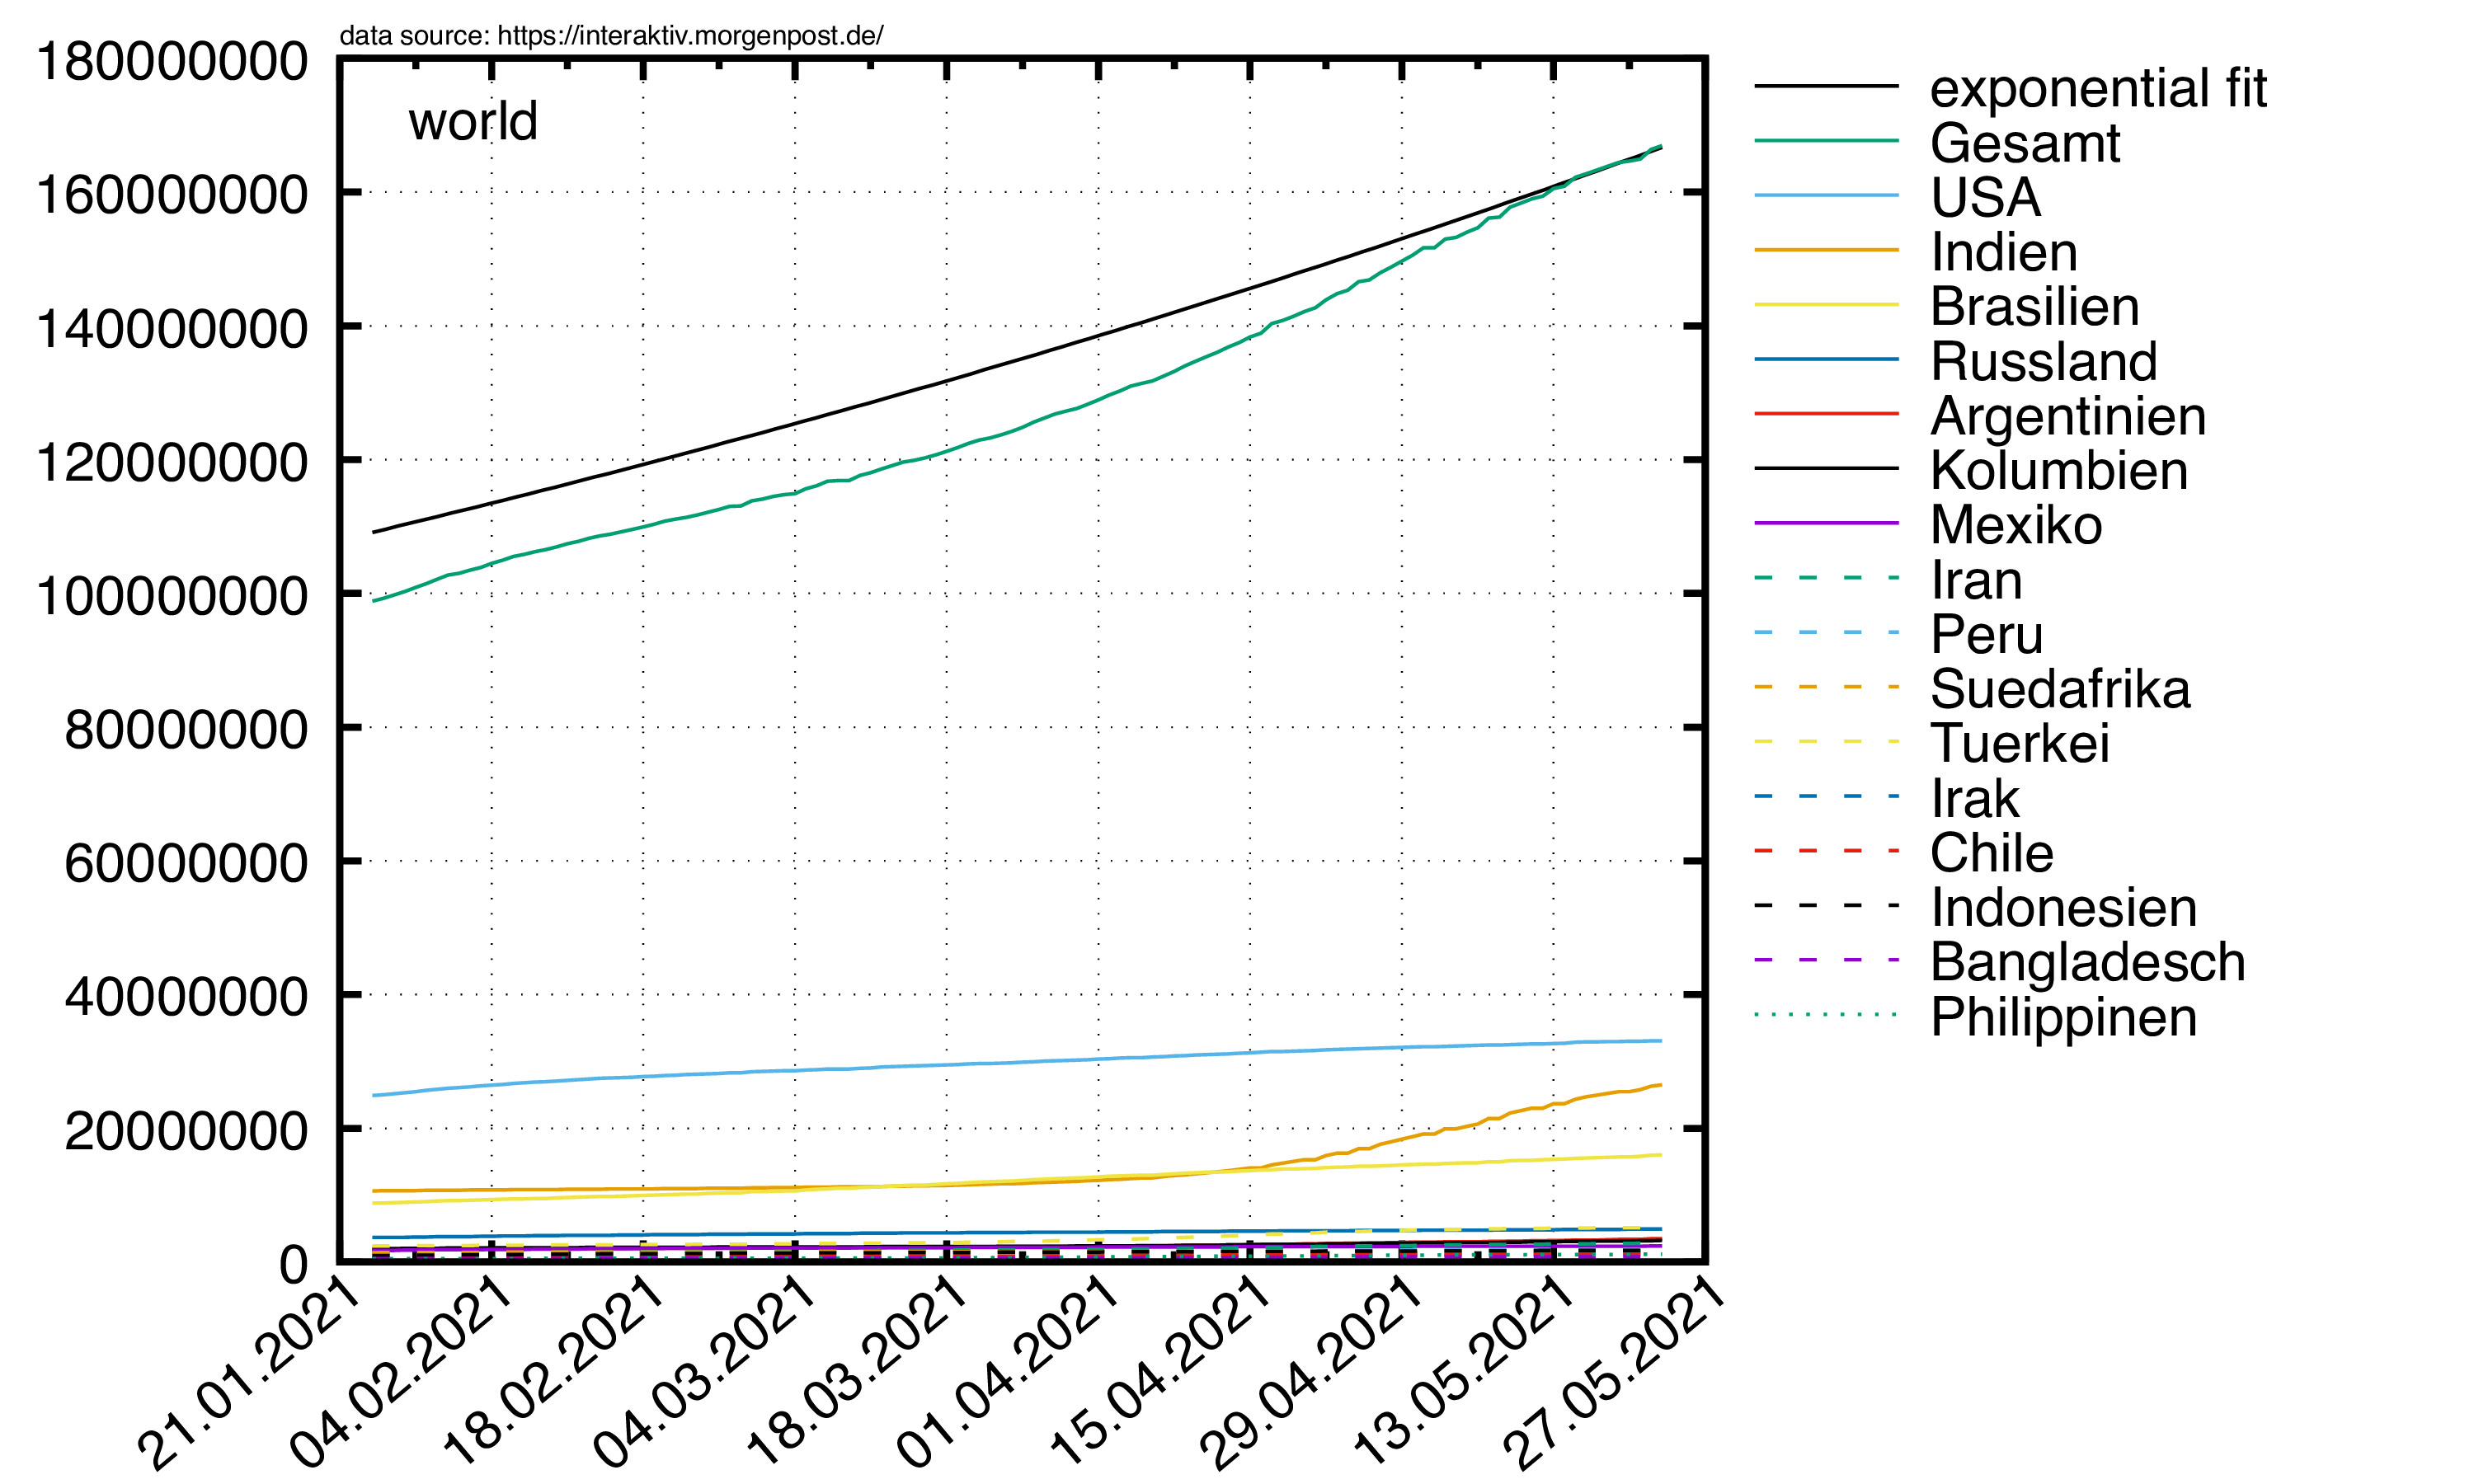 data source: https://interaktiv.morgenpost.de/
180000000
160000000
140000000
120000000
100000000
80000000
60000000
40000000
20000000
0
world
21.01.2021
04.02.2021
18.02.2021
04.03.2021
18.03.2021
01.04.2021
15.04.2021
29.04.2021
13.05.2021
27.05.2021
exponential fit
Gesamt
USA
Indien
Brasilien
Russland
Argentinien
Kolumbien
Mexiko
Iran
Peru
Suedafrika
Tuerkei
Irak
Chile
Indonesien
Bangladesch
Philippinen